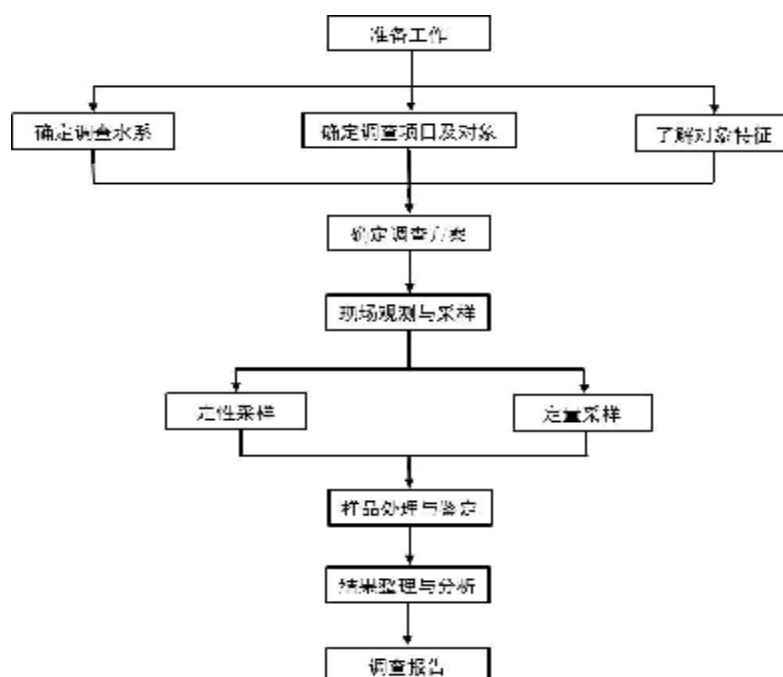 准备工作
确定调查水系
确定调查项目及对象
了解对象特征
确定调查方案
现场观测与采样
定性采样
定量采样
样品处理与鉴定
结果整理与分析
调查报告